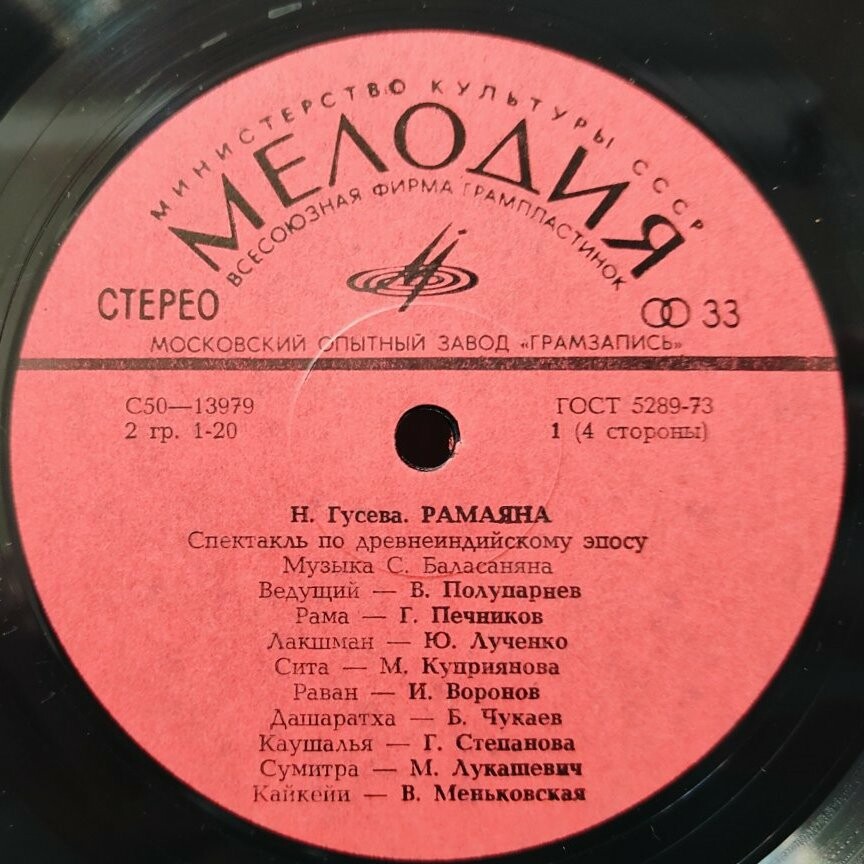 МИНИСТЕРСТВО КУЛЬТУРЫ СССР
МЕЛОДИЯ
ВСЕСОЮЗНАЯ ФИРМА ГРАМПЛАСТИНОК
СТЕРЕО
33
МОСКОВСКИЙ ОПЫТНЫЙ ЗАВОД «ГРАМЗАПИСЬ»
С50—13979
ГОСТ 5289-73
2 гр. 1-20
1 (4 стороны)
Н. Гусева. РАМАЯНА
Спектакль по древнеиндийскому эпосу
Музыка С. Баласаняна
Ведущий — В. Полупарнев
Рама — Г. Печников
Лакшман — Ю. Лученко
Сита — М. Куприянова
Раван — И. Воронов
Дашаратха — Б. Чукаев
Каушалья — Г. Степанова
Сумитра — М. Лукашевич
Кайкейи — В. Меньковская